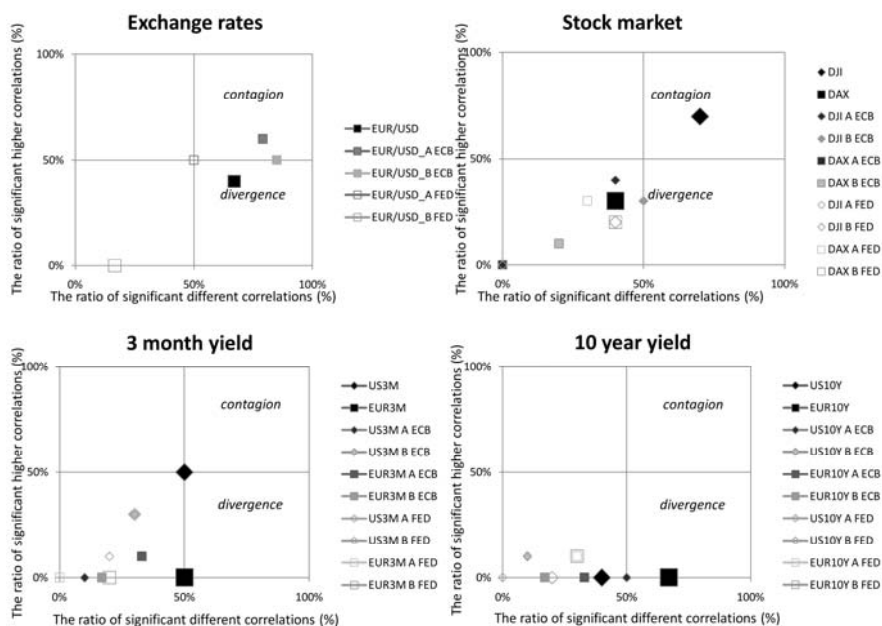 Exchange rates
The ratio of significant higher correlations (%)
100%
50%
0%
contagion
divergence
0%
50%
100%
The ratio of significant different correlations (%)
EUR/USD
EUR/USD_A ECB
EUR/USD_B ECB
EUR/USD_A FED
EUR/USD_B FED
Stock market
The ratio of significant higher correlations (%)
100%
50%
0%
contagion
divergence
0%
50%
100%
The ratio of significant different correlations (%)
DJI
DAX
DJI A ECB
DJI B ECB
DAX A ECB
DAX B ECB
DJI A FED
DJI B FED
DAX A FED
DAX B FED
3 month yield
The ratio of significant higher correlations (%)
100%
50%
0%
contagion
divergence
0%
50%
100%
The ratio of significant different correlations (%)
US3M
EUR3M
US3M A ECB
US3M B ECB
EUR3M A ECB
EUR3M B ECB
US3M A FED
US3M B FED
EUR3M A FED
EUR3M B FED
10 year yield
The ratio of significant higher correlations (%)
100%
50%
0%
contagion
divergence
0%
50%
100%
The ratio of significant different correlations (%)
US10Y
EUR10Y
US10Y A ECB
US10Y B ECB
EUR10Y A ECB
EUR10Y B ECB
US10Y A FED
US10Y B FED
EUR10Y A FED
EUR10Y B FED